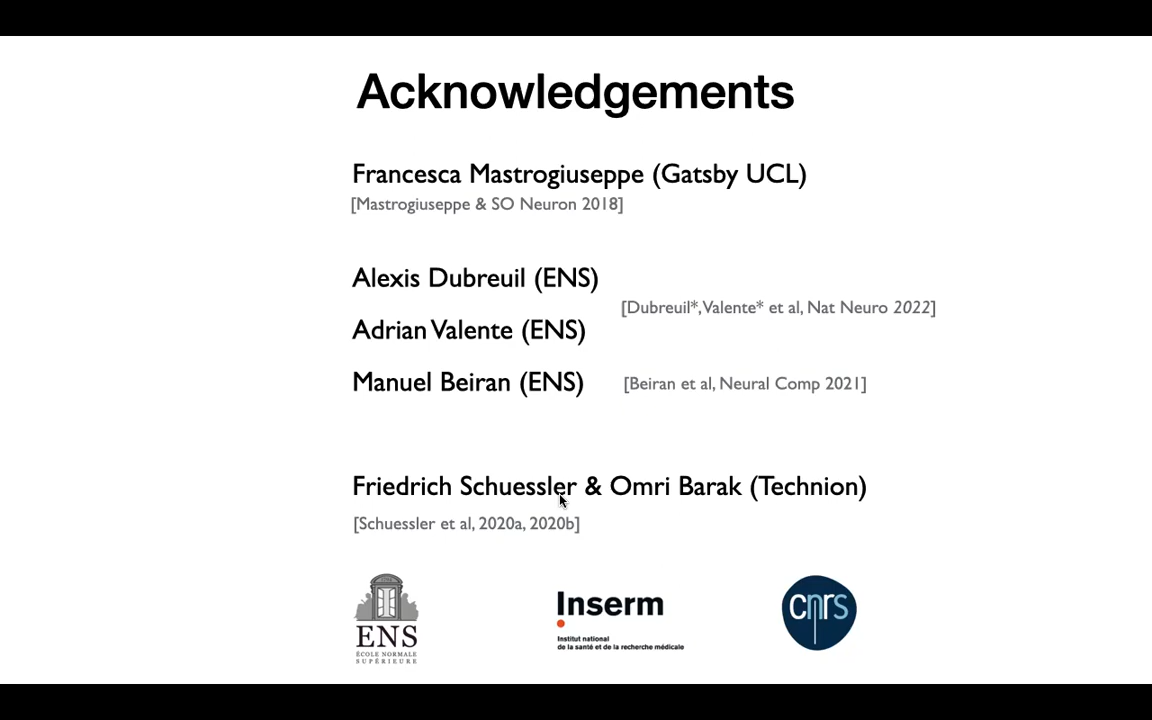 Acknowledgements
Francesca Mastrogiuseppe (Gatsby UCL)
[Mastrogiuseppe & SO Neuron 2018]
Alexis Dubreuil (ENS)
[Dubreuil*, Valente* et al, Nat Neuro 2022]
Adrian Valente (ENS)
Manuel Beiran (ENS) [Beiran et al, Neural Comp 2021]
Friedrich Schuessler & Omri Barak (Technion)
[Schuessler et al, 2020a, 2020b]
ENS
ÉCOLE NORMALE
SUPÉRIEURE
Inserm
Institut national
de la santé et de la recherche médicale
cnrs